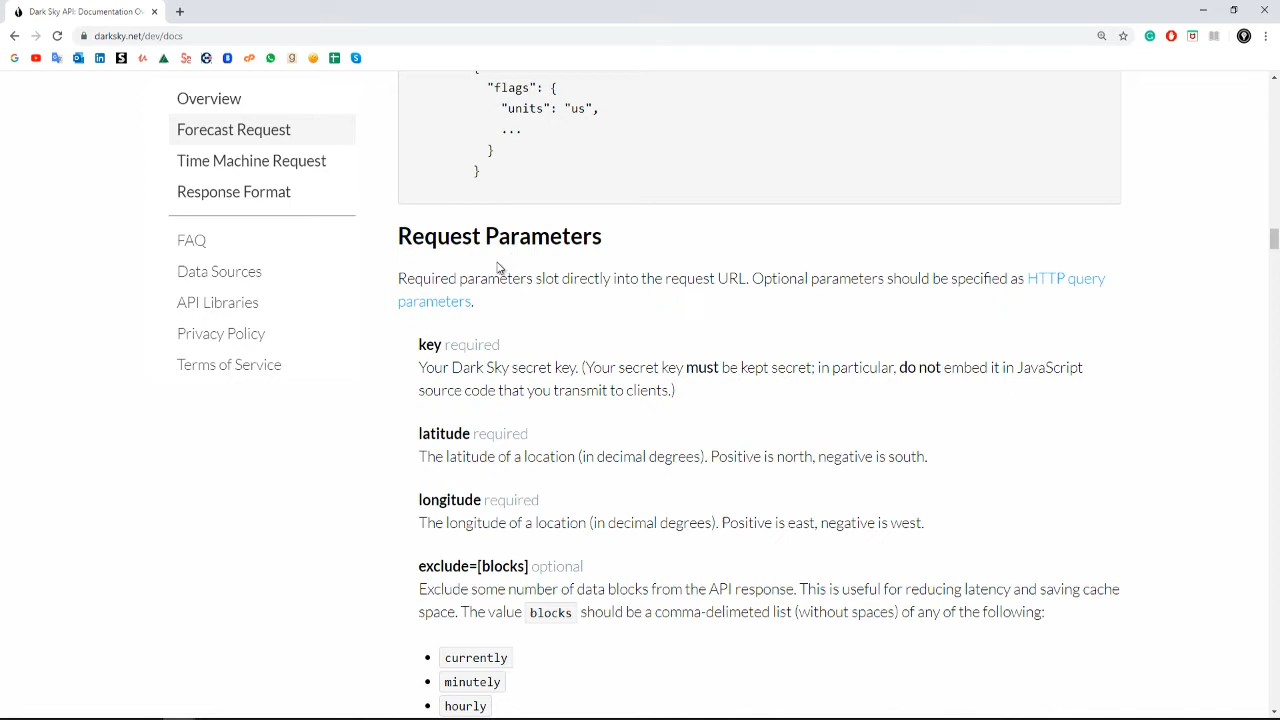 Dark Sky API: Documentation Ov
darksky.net/dev/docs
Overview
Forecast Request
Time Machine Request
Response Format
FAQ
Data Sources
API Libraries
Privacy Policy
Terms of Service
"flags": {
"units": "us",
...
}
}
Request Parameters
Required parameters slot directly into the request URL. Optional parameters should be specified as HTTP query
parameters.
key required
Your Dark Sky secret key. (Your secret key must be kept secret; in particular, do not embed it in JavaScript
source code that you transmit to clients.)
latitude required
The latitude of a location (in decimal degrees). Positive is north, negative is south.
longitude required
The longitude of a location (in decimal degrees). Positive is east, negative is west.
exclude=[blocks] optional
Exclude some number of data blocks from the API response. This is useful for reducing latency and saving cache
space. The value blocks should be a comma-delimeted list (without spaces) of any of the following:
currently
minutely
hourly